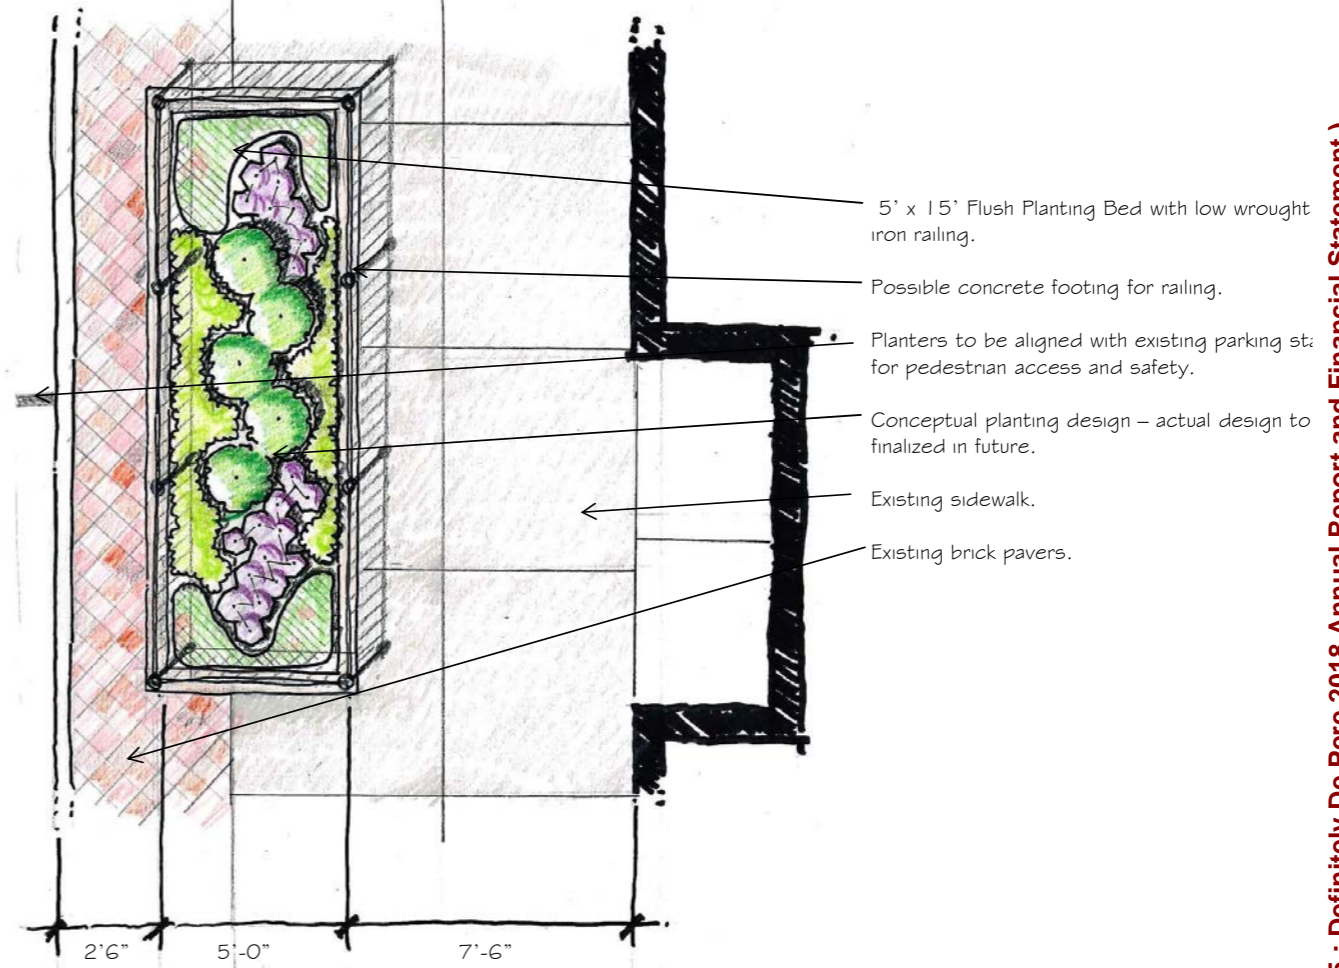 5' x 15' Flush Planting Bed with low wrought
iron railing.
Possible concrete footing for railing.
Planters to be aligned with existing parking
for pedestrian access and safety.
Conceptual planting design – actual design to
finalized in future.
Existing sidewalk.
Existing brick pavers.
2'6"
5'-0"
7'-6"
: Definitely De Pere 2018 Annual Report and Financial Statement )